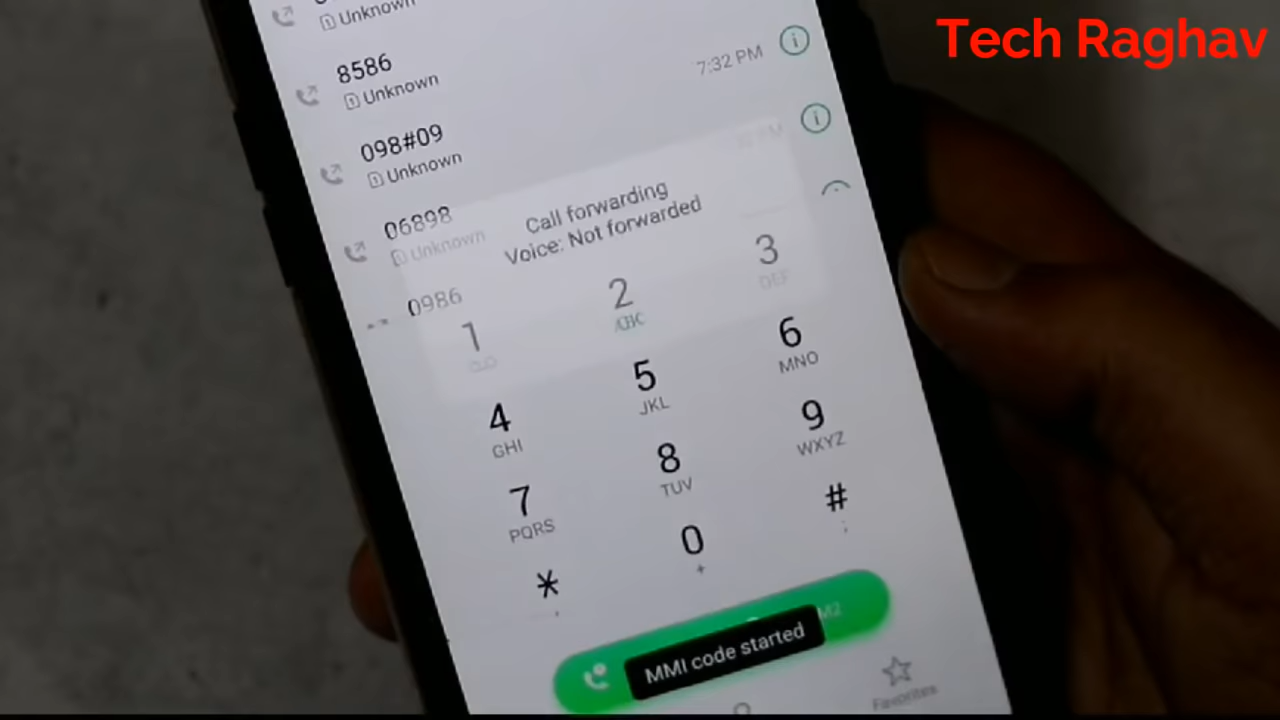 Tech Raghav
Unknown
8586
Unknown
7:32 PM
098#09
Unknown
06898
Unknown
Call forwarding
Voice: Not forwarded
0986
1
2
ABC
3
DEF
4
GHI
5
JKL
6
MNO
7
PQRS
8
TUV
9
WXYZ
*
,
0
+
#
;
MMI code started
M2
Favorites